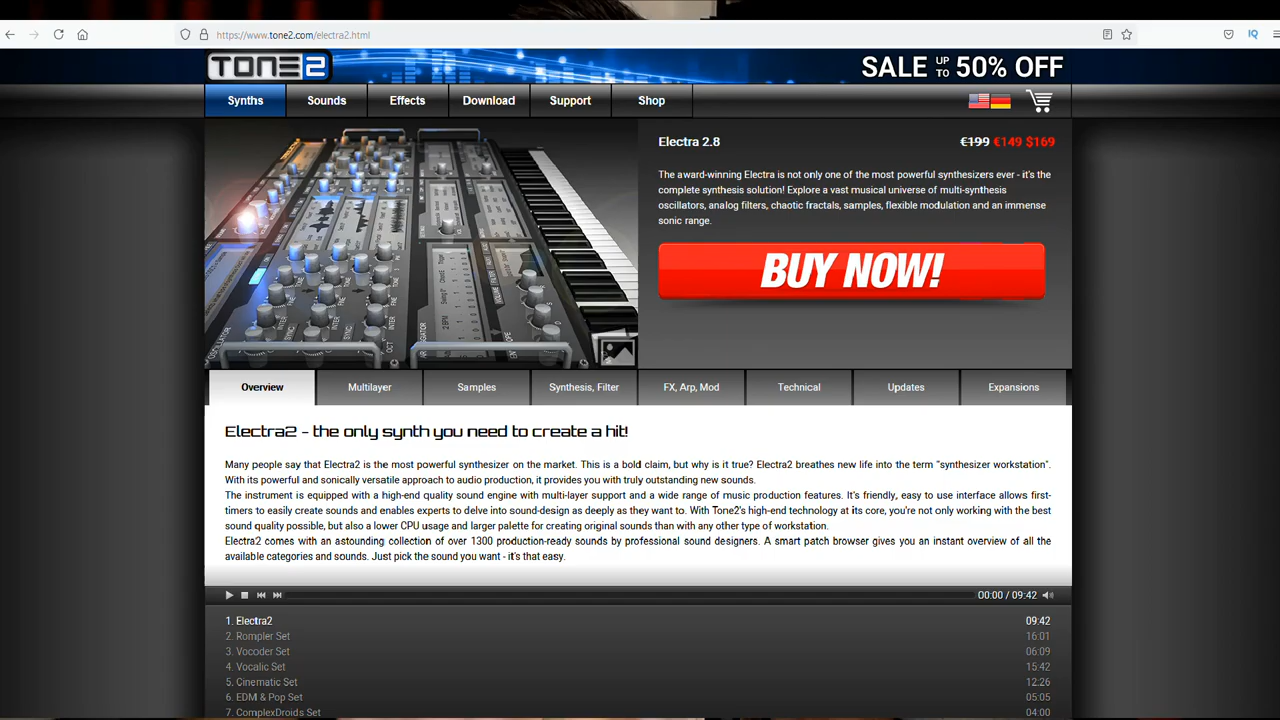 https://www.tone2.com/electra2.html
IQ
TONE2
SALE UP TO 50% OFF
Synths
Sounds
Effects
Download
Support
Shop
Electra 2.8
€199 €149 $169
The award-winning Electra is not only one of the most powerful synthesizers ever - it's the
complete synthesis solution! Explore a vast musical universe of multi-synthesis
oscillators, analog filters, chaotic fractals, samples, flexible modulation and an immense
sonic range.
BUY NOW!
Overview
Multilayer
Samples
Synthesis, Filter
FX, Arp, Mod
Technical
Updates
Expansions
Electra2 - the only synth you need to create a hit!
Many people say that Electra2 is the most powerful synthesizer on the market. This is a bold claim, but why is it true? Electra2 breathes new life into the term "synthesizer workstation".
With its powerful and sonically versatile approach to audio production, it provides you with truly outstanding new sounds.
The instrument is equipped with a high-end quality sound engine with multi-layer support and a wide range of music production features. It's friendly, easy to use interface allows first-
timers to easily create sounds and enables experts to delve into sound-design as deeply as they want to. With Tone2's high-end technology at its core, you're not only working with the best
sound quality possible, but also a lower CPU usage and larger palette for creating original sounds than with any other type of workstation.
Electra2 comes with an astounding collection of over 1300 production-ready sounds by professional sound designers. A smart patch browser gives you an instant overview of all the
available categories and sounds. Just pick the sound you want - it's that easy.
00:00 / 09:42
1. Electra2 09:42
2. Rompler Set 16:01
3. Vocoder Set 06:09
4. Vocalic Set 15:42
5. Cinematic Set 12:26
6. EDM & Pop Set 05:05
7. ComplexDroids Set 04:00